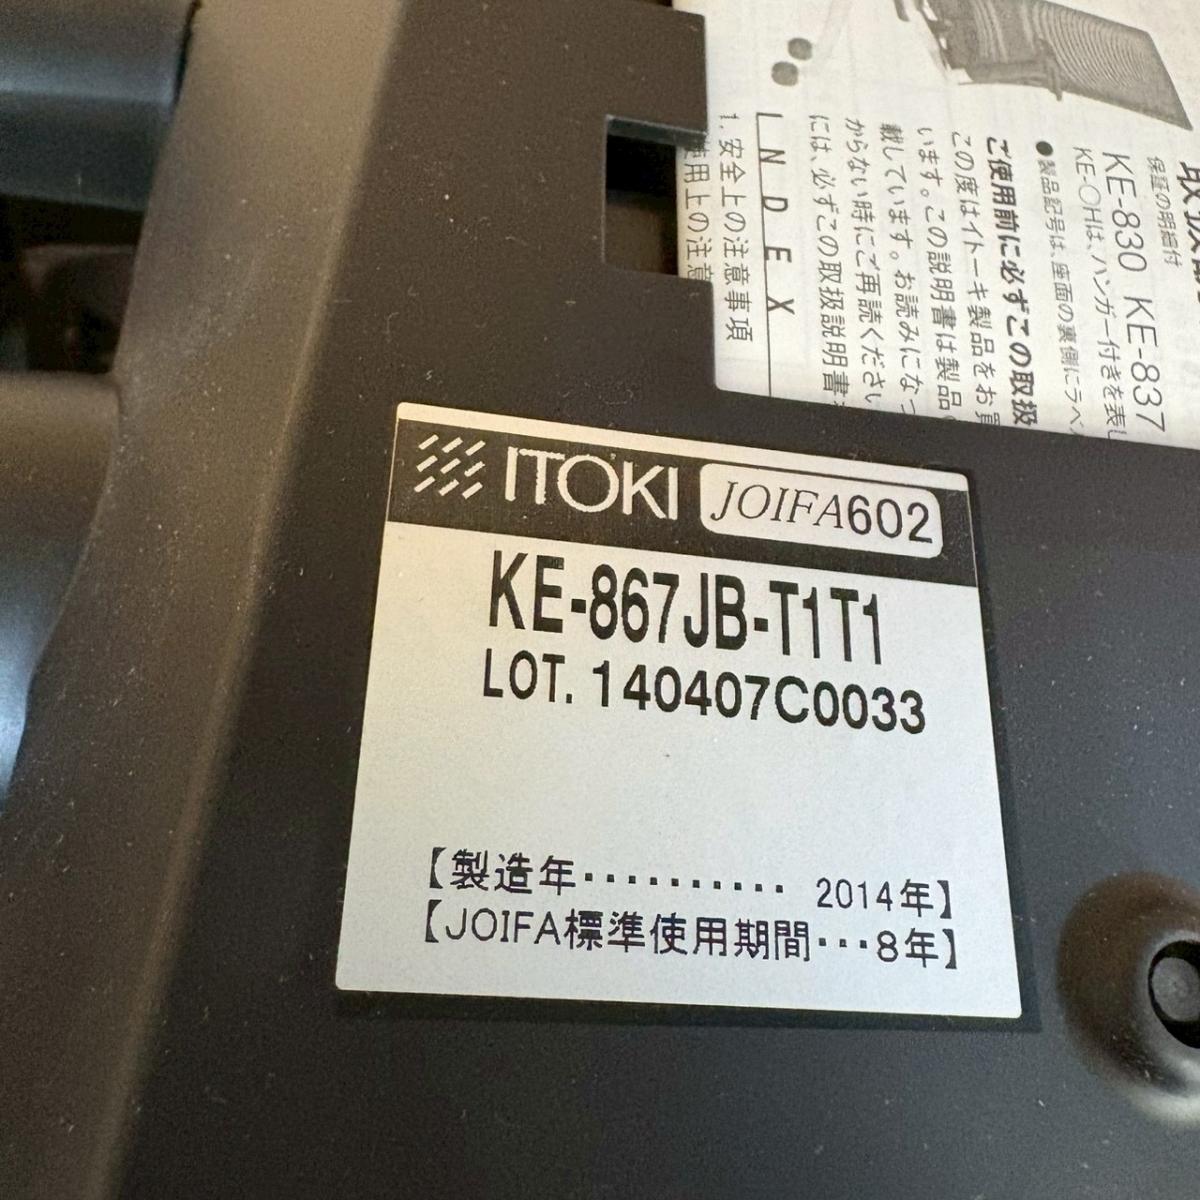 ITOKI JOIFA602
KE-867JB-T1T1
LOT. 140407C0033
【製造年‥‥‥‥‥ 2014年】
【JOIFA標準使用期間‥‥8年】
保証の明細付
KE-830 KE-837
KE-○Hは、ハンガー付きを表し
●製品記号は、座面の裏側にラベ
ご使用前に必ずこの取扱
この度はイトーキ製品をお買
います。この説明書は製品
載しています。お読みになっ
からない時にご再読ください
には、必ずこの取扱説明書
INDEX
1. 安全上の注意事項
使用上の注意